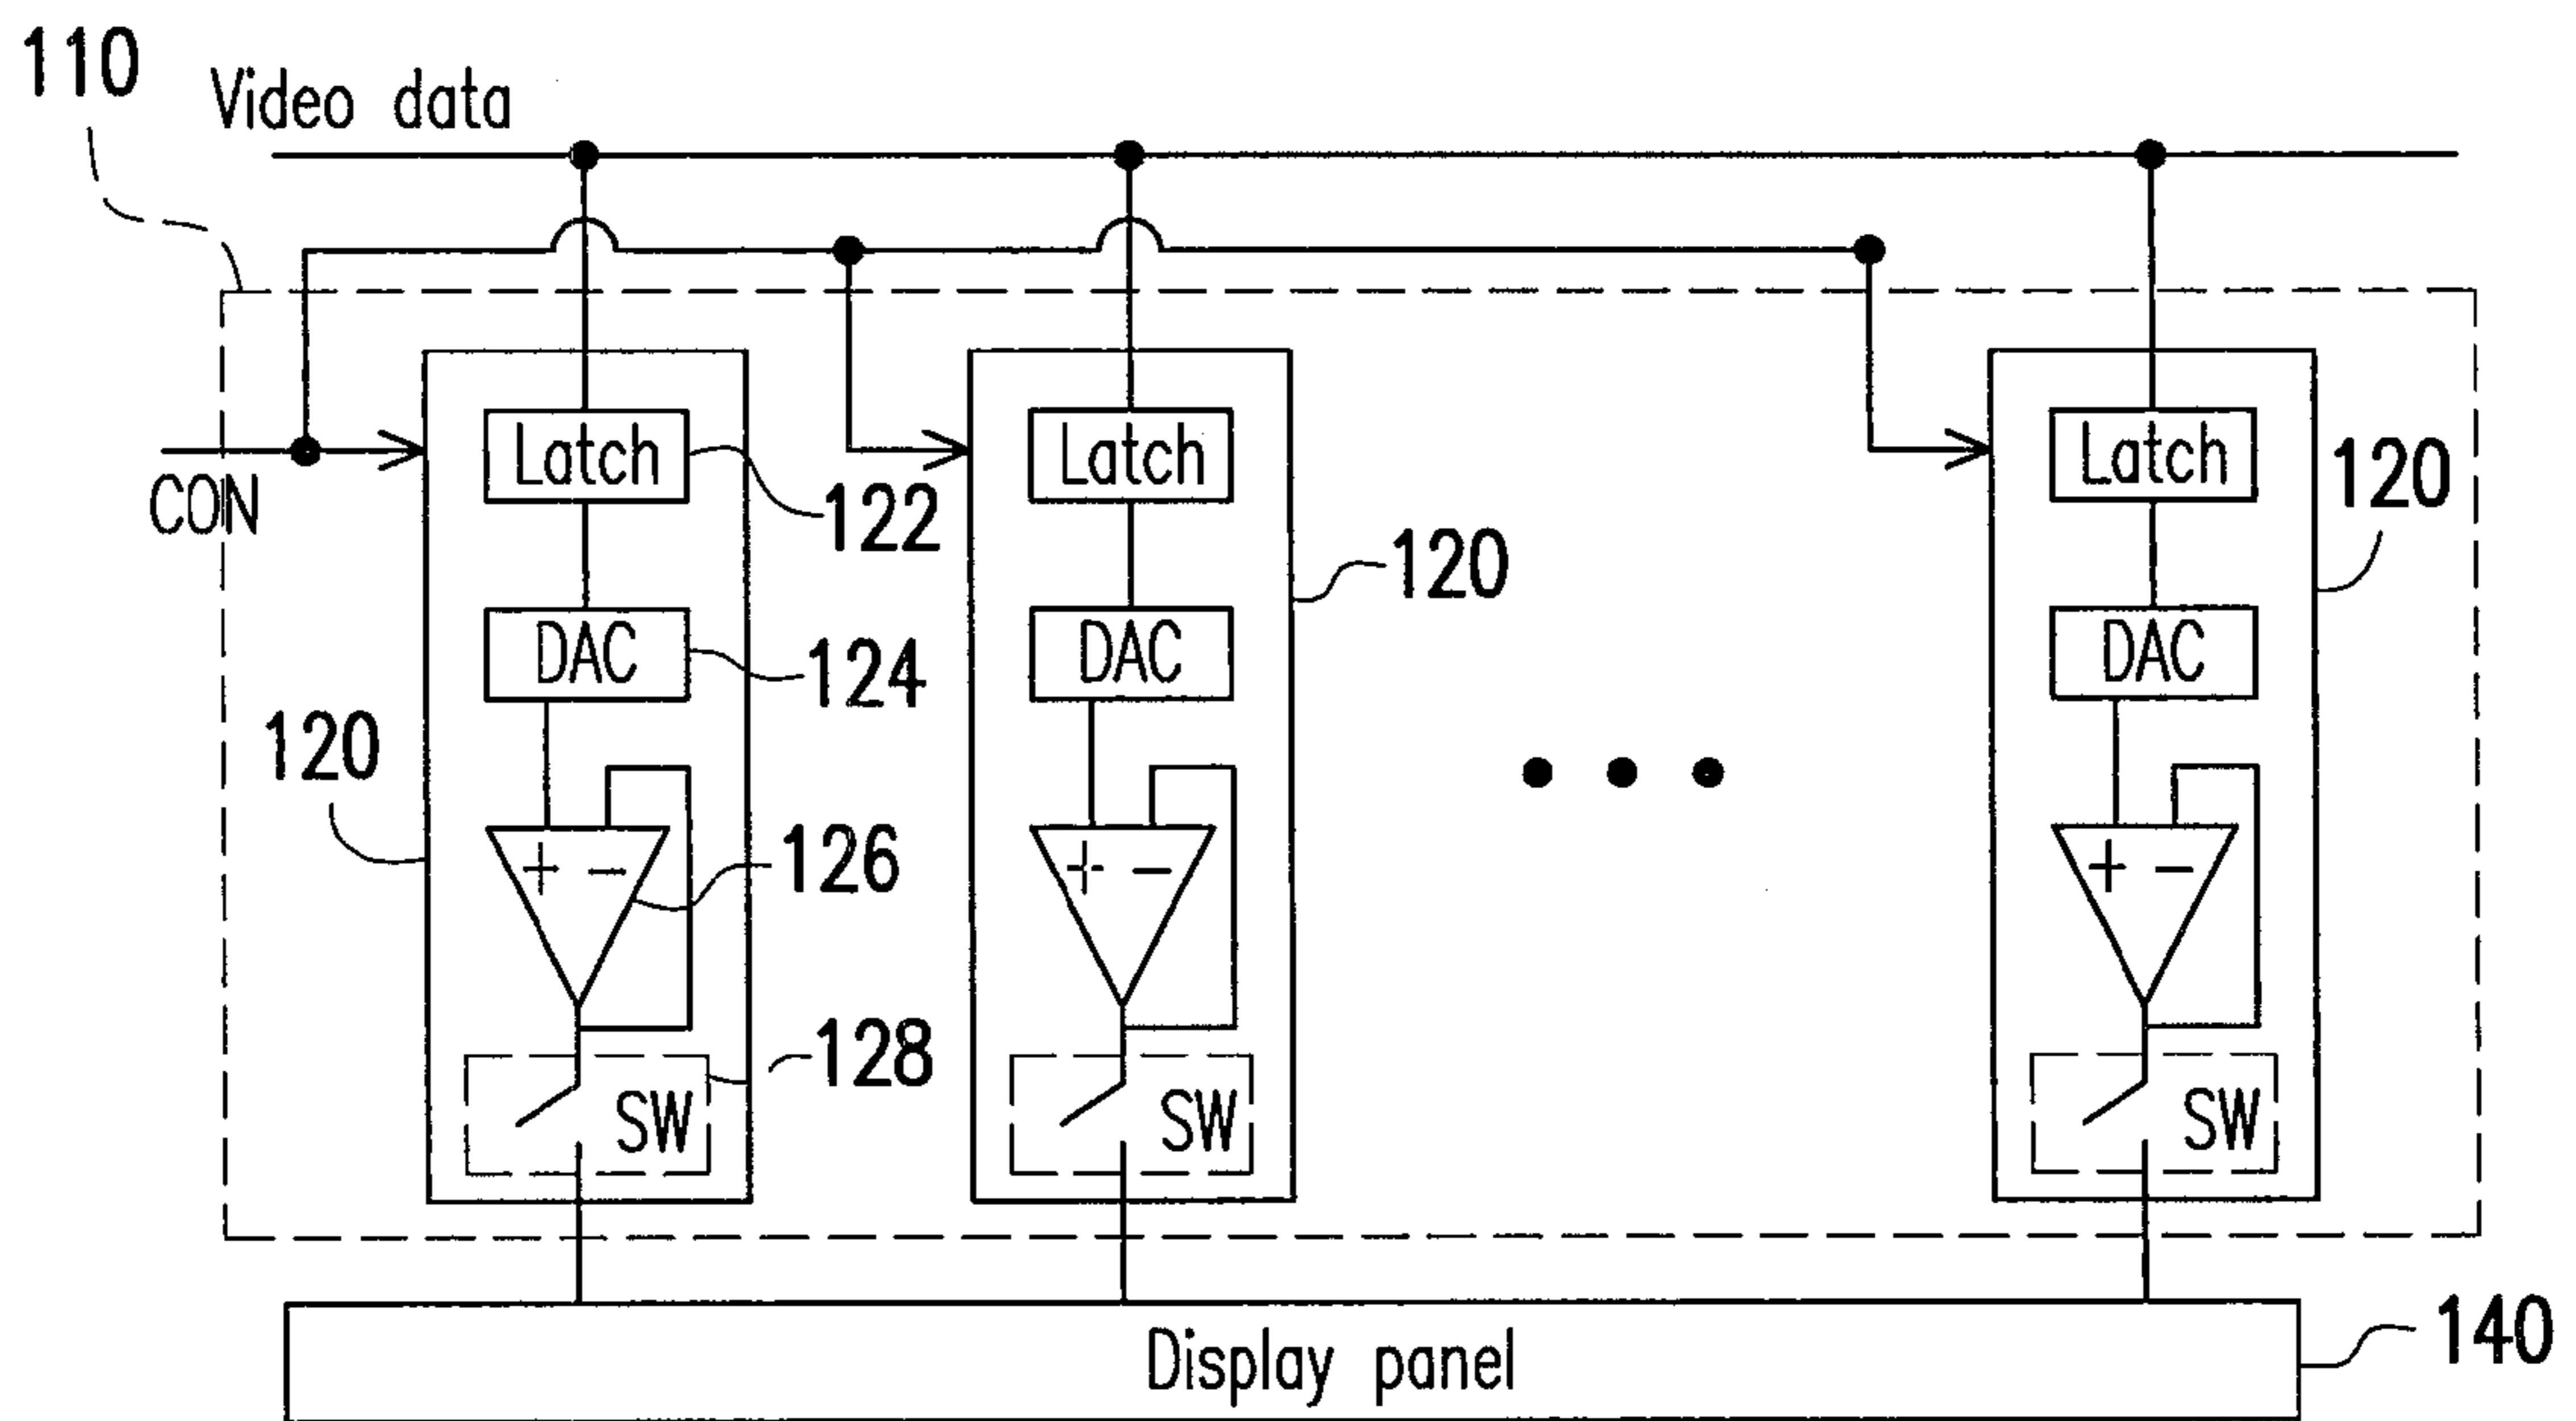 110
Video data
CON
Latch
Latch
Latch
122
120
120
DAC
DAC
DAC
124
120
+ −
+ −
+ −
126
128
SW
SW
SW
Display panel
140